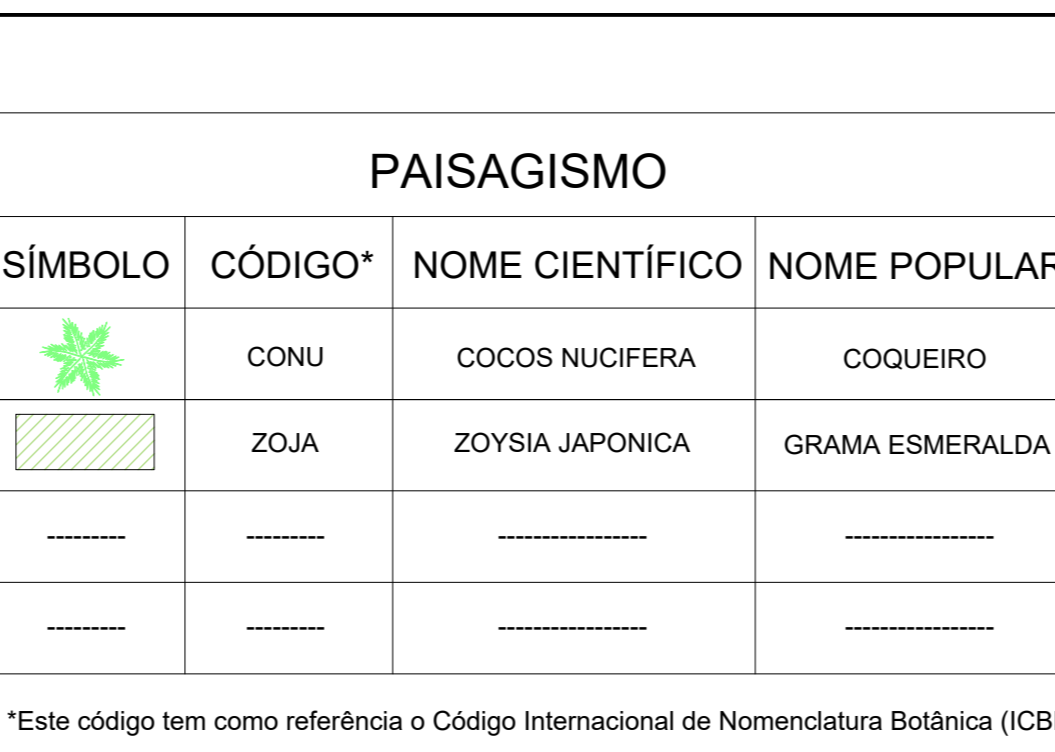 PAISAGISMO
SÍMBOLO CÓDIGO* NOME CIENTÍFICO NOME POPULAR
CONU COCOS NUCIFERA COQUEIRO
ZOJA ZOYSIA JAPONICA GRAMA ESMERALDA
--------- --------- ----------------- -----------------
--------- --------- ----------------- -----------------
*Este código tem como referência o Código Internacional de Nomenclatura Botânica